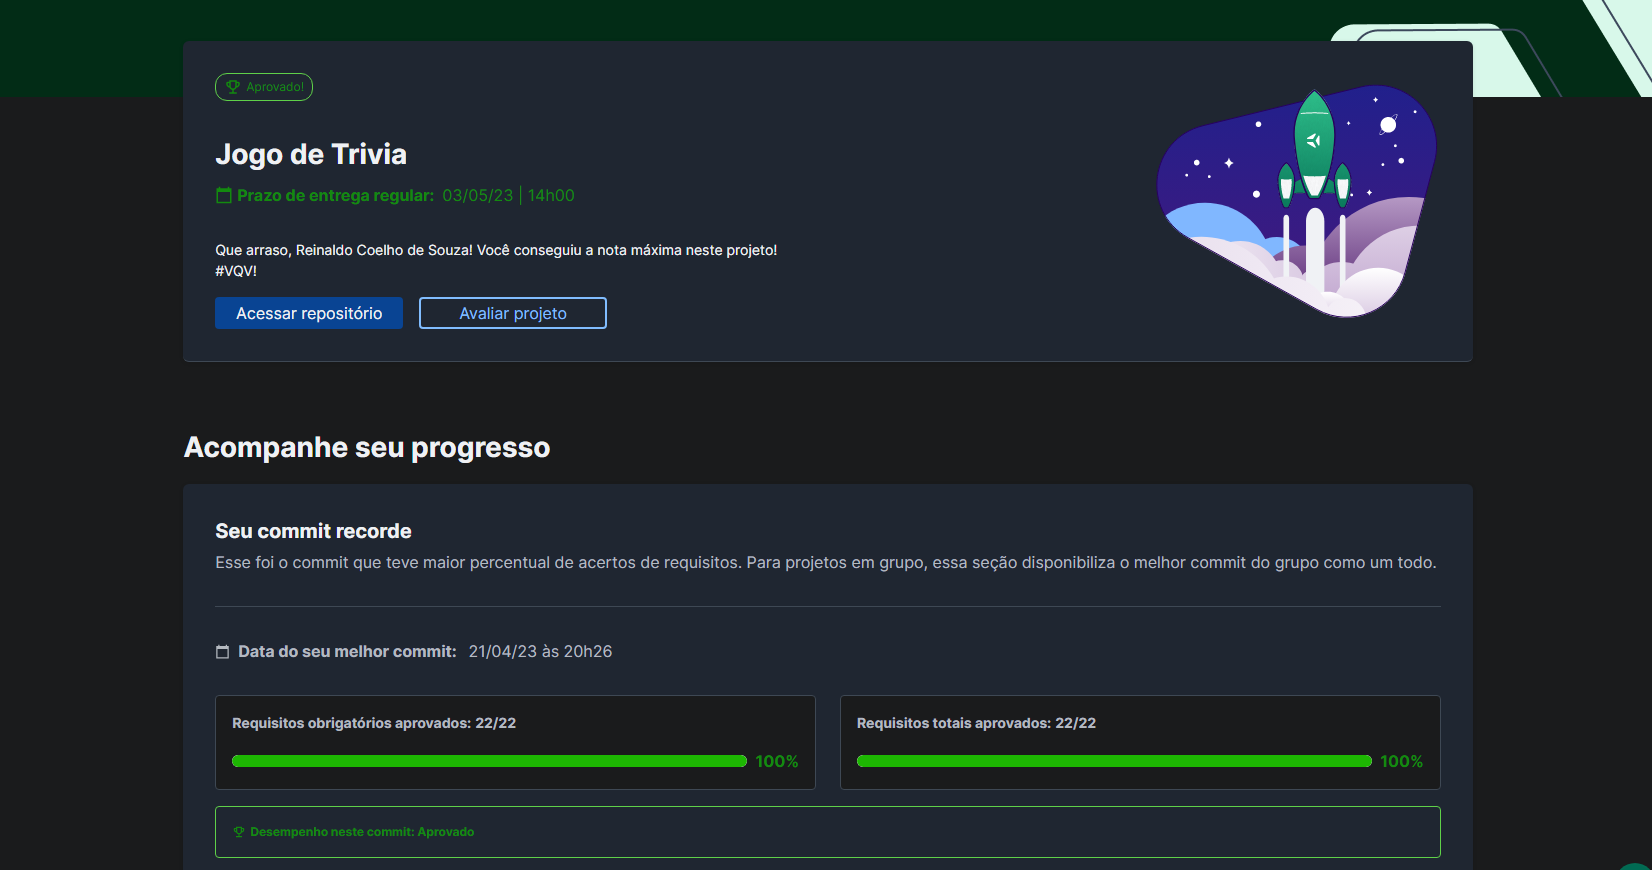 Aprovado!
Jogo de Trivia
Prazo de entrega regular: 03/05/23 | 14h00
Que arraso, Reinaldo Coelho de Souza! Você conseguiu a nota máxima neste projeto!
#VQV!
Acessar repositório Avaliar projeto
Acompanhe seu progresso
Seu commit recorde
Esse foi o commit que teve maior percentual de acertos de requisitos. Para projetos em grupo, essa seção disponibiliza o melhor commit do grupo como um todo.
Data do seu melhor commit: 21/04/23 às 20h26
Requisitos obrigatórios aprovados: 22/22
100%
Requisitos totais aprovados: 22/22
100%
Desempenho neste commit: Aprovado